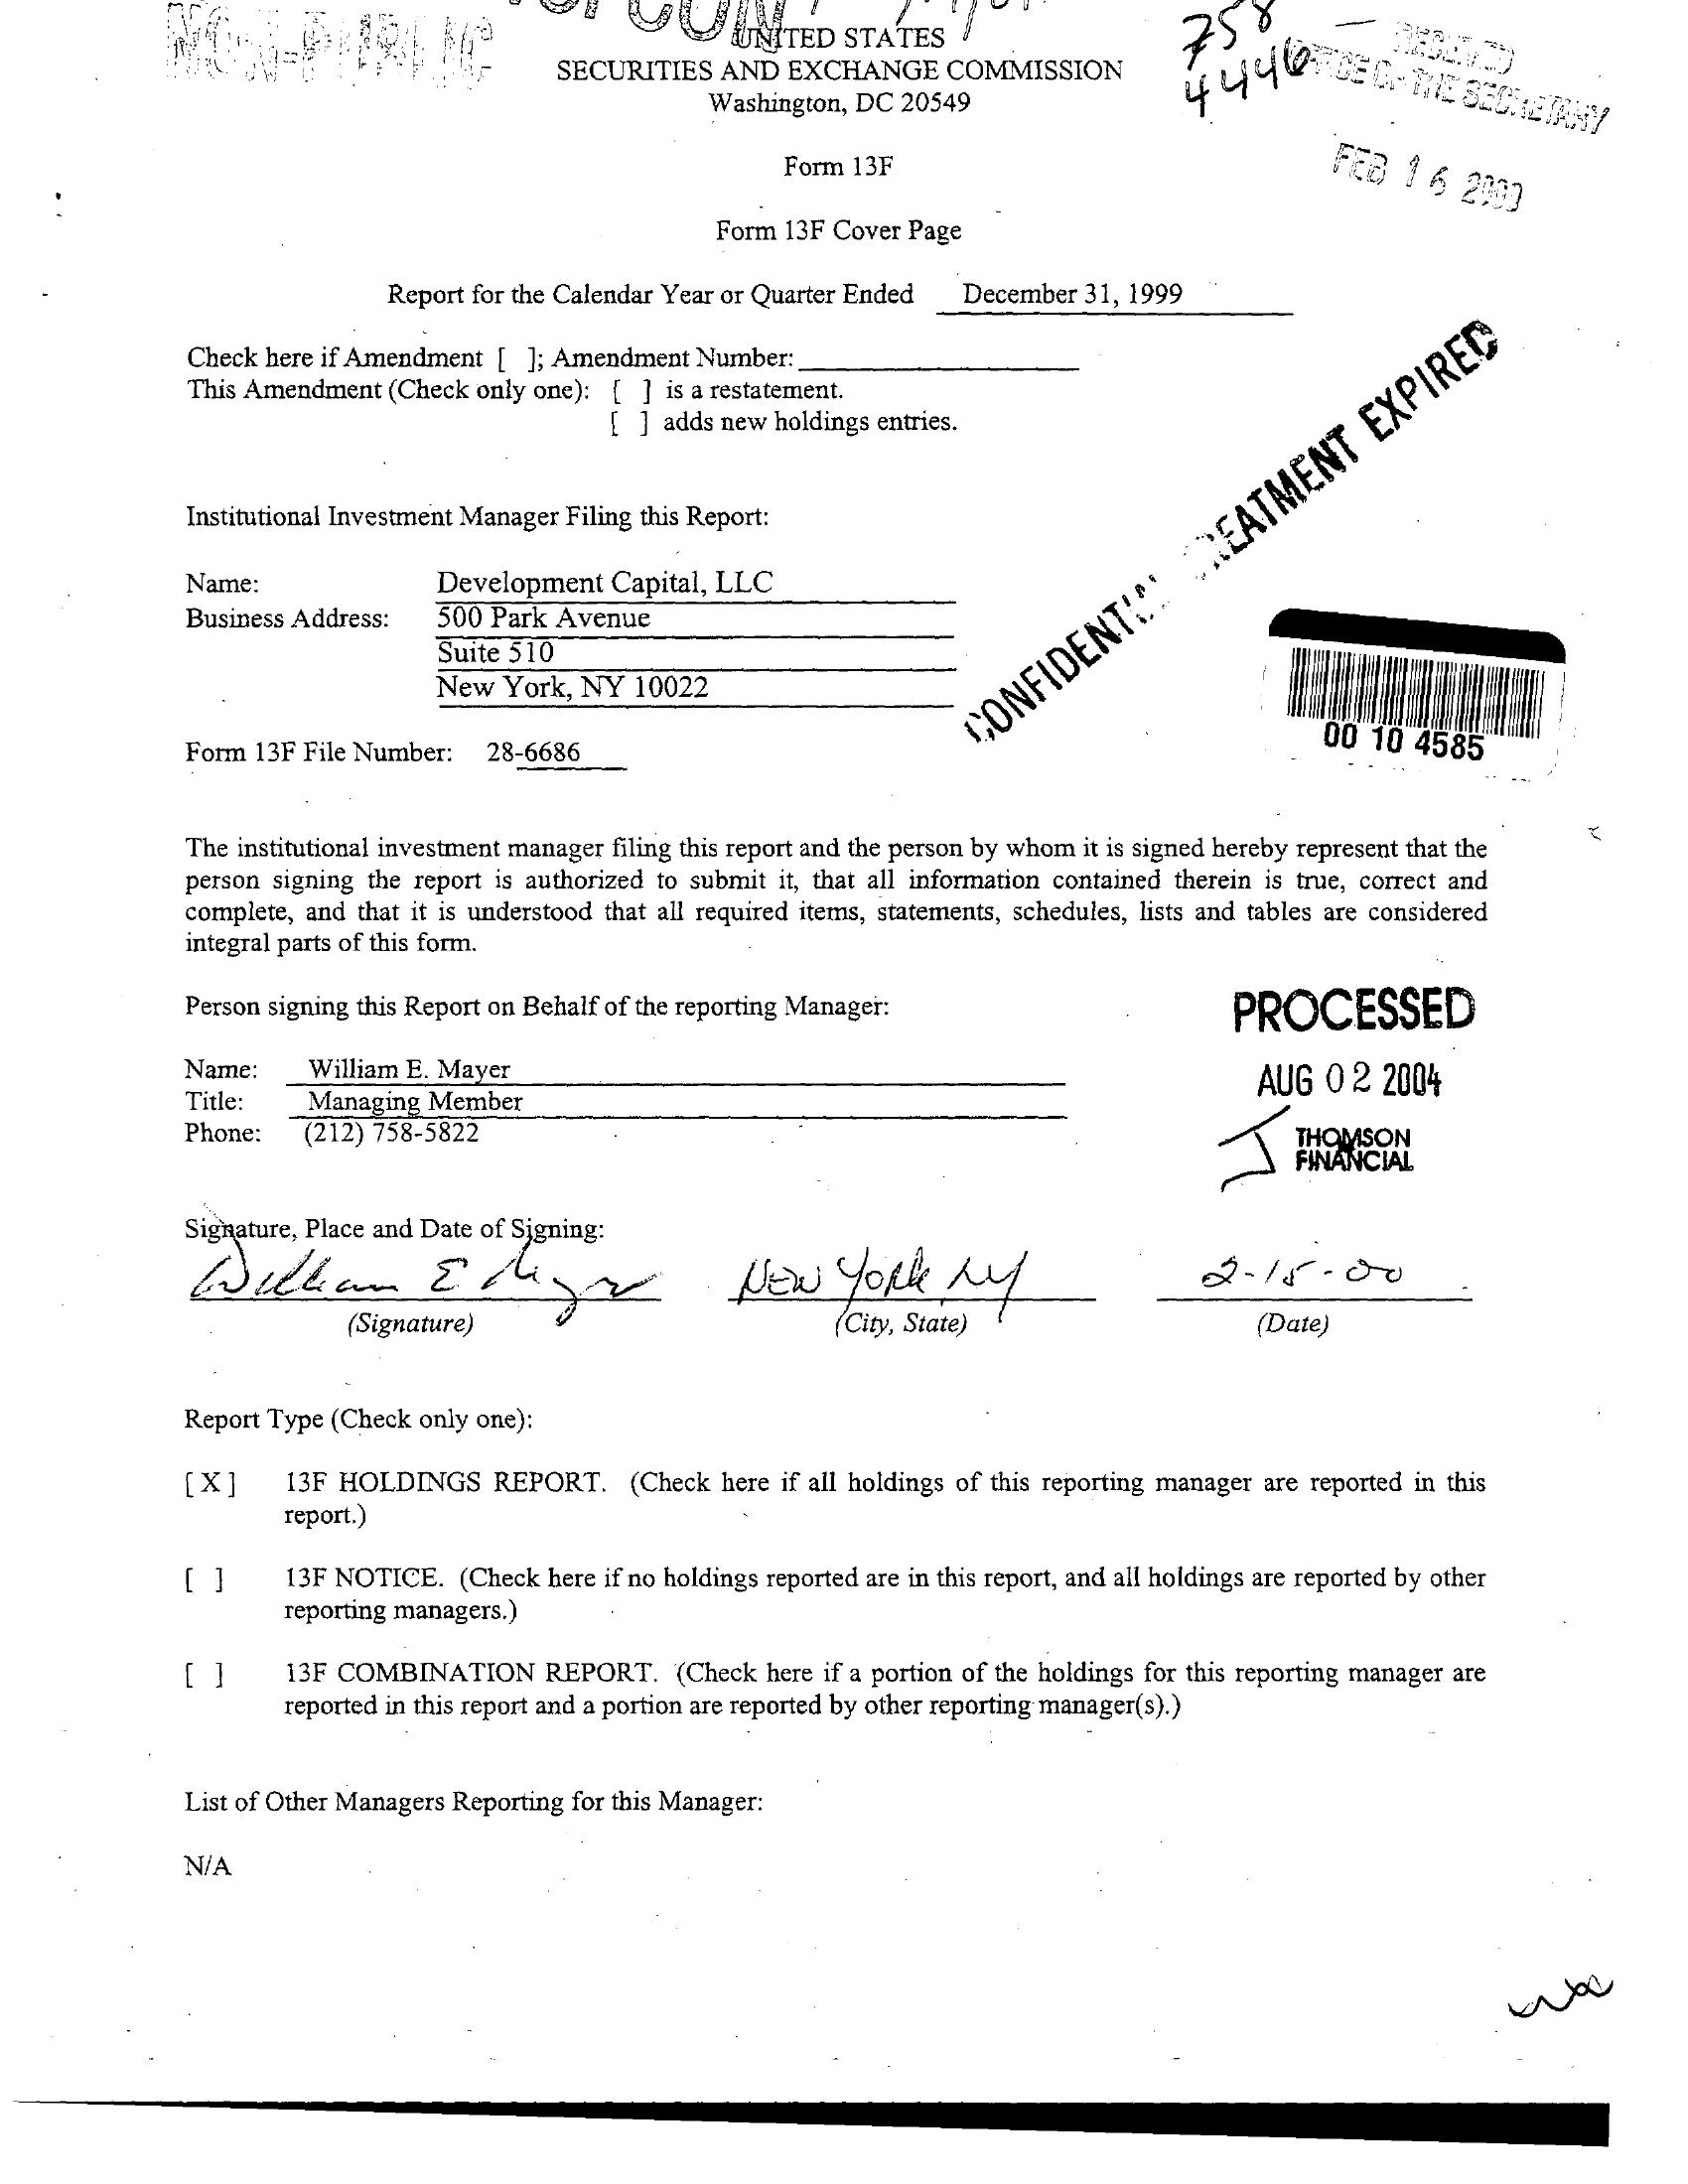 NON-PUBLIC
UNITED STATES
SECURITIES AND EXCHANGE COMMISSION
Washington, DC 20549
758
4446
RECEIVED
OFFICE OF THE SECRETARY
FEB 16 2000
Form 13F
Form 13F Cover Page
Report for the Calendar Year or Quarter Ended December 31, 1999
Check here if Amendment [ ]; Amendment Number:
This Amendment (Check only one): [ ] is a restatement.
[ ] adds new holdings entries.
CONFIDENTIAL TREATMENT EXPIRED
Institutional Investment Manager Filing this Report:
Name: Development Capital, LLC
Business Address: 500 Park Avenue
Suite 510
New York, NY 10022
00 10 4585
Form 13F File Number: 28-6686
The institutional investment manager filing this report and the person by whom it is signed hereby represent that the
person signing the report is authorized to submit it, that all information contained therein is true, correct and
complete, and that it is understood that all required items, statements, schedules, lists and tables are considered
integral parts of this form.
Person signing this Report on Behalf of the reporting Manager:
PROCESSED
Name: William E. Mayer
AUG 02 2004
Title: Managing Member
Phone: (212) 758-5822
THOMSON
FINANCIAL
Signature, Place and Date of Signing:
William E Mayer New York NY 2-15-00
(Signature) (City, State) (Date)
Report Type (Check only one):
[X] 13F HOLDINGS REPORT. (Check here if all holdings of this reporting manager are reported in this
report.)
[ ] 13F NOTICE. (Check here if no holdings reported are in this report, and all holdings are reported by other
reporting managers.)
[ ] 13F COMBINATION REPORT. (Check here if a portion of the holdings for this reporting manager are
reported in this report and a portion are reported by other reporting manager(s).)
List of Other Managers Reporting for this Manager:
N/A